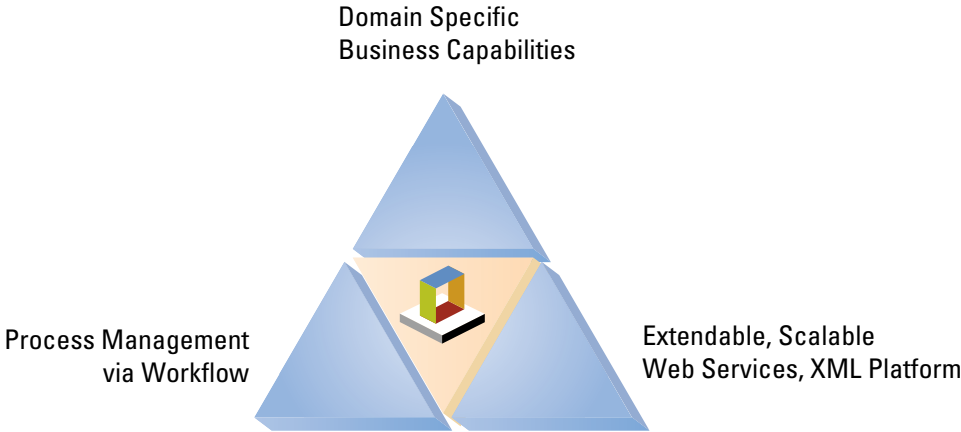 Domain Specific
Business Capabilities
Process Management
via Workflow
Extendable, Scalable
Web Services, XML Platform